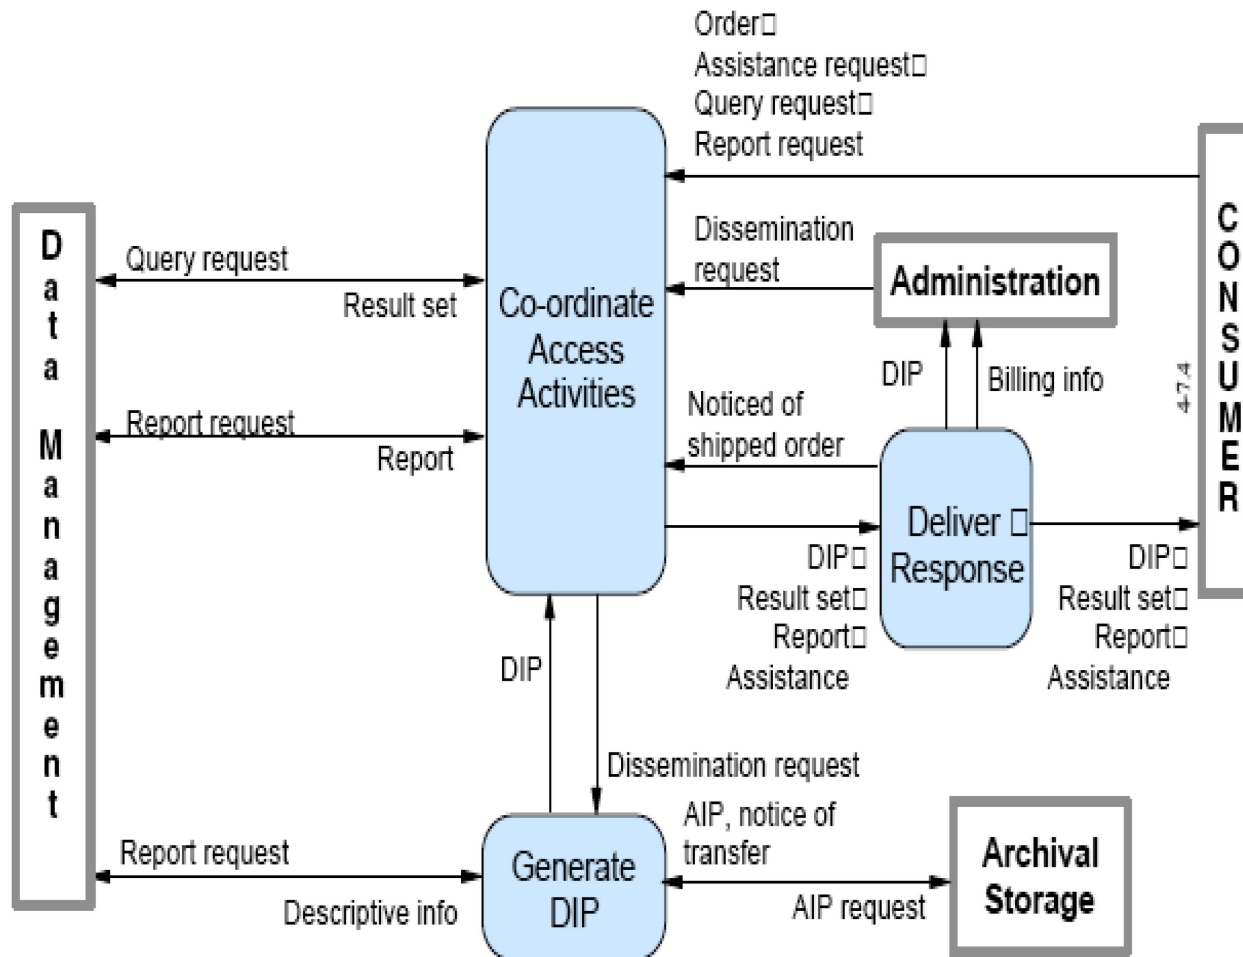 Order□
Assistance request□
Query request□
Report request
CONSUMER
4-7.4
Data Management
Dissemination
request
Administration
Query request
Result set
Co-ordinate
Access
Activities
DIP
Billing info
Report request
Report
Noticed of
shipped order
Deliver □
Response
DIP□
Result set□
Report□
Assistance
DIP□
Result set□
Report□
Assistance
DIP
Dissemination request
Report request
Descriptive info
Generate
DIP
AIP, notice of
transfer
AIP request
Archival
Storage